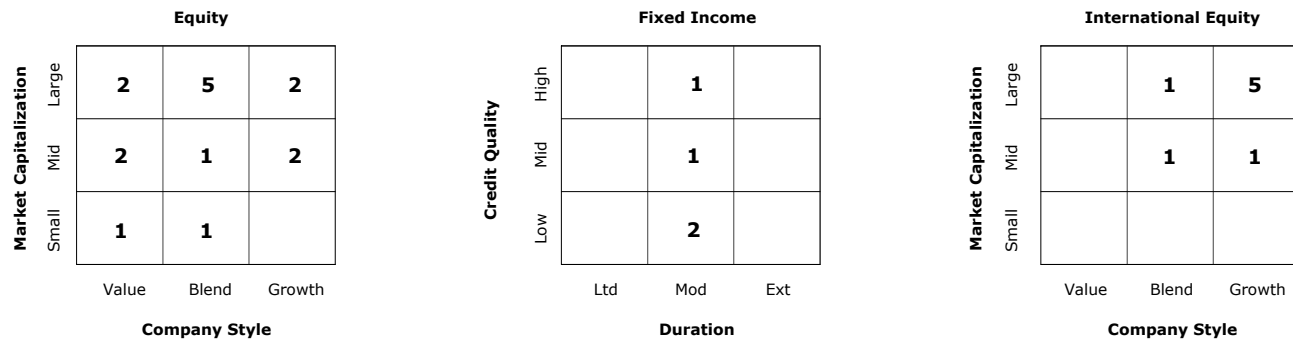 Equity
Market Capitalization
Large
2 5 2
Mid
2 1 2
Small
1 1
Value Blend Growth
Company Style
Fixed Income
Credit Quality
High
1
Mid
1
Low
2
Ltd Mod Ext
Duration
International Equity
Market Capitalization
Large
1 5
Mid
1 1
Small
Value Blend Growth
Company Style